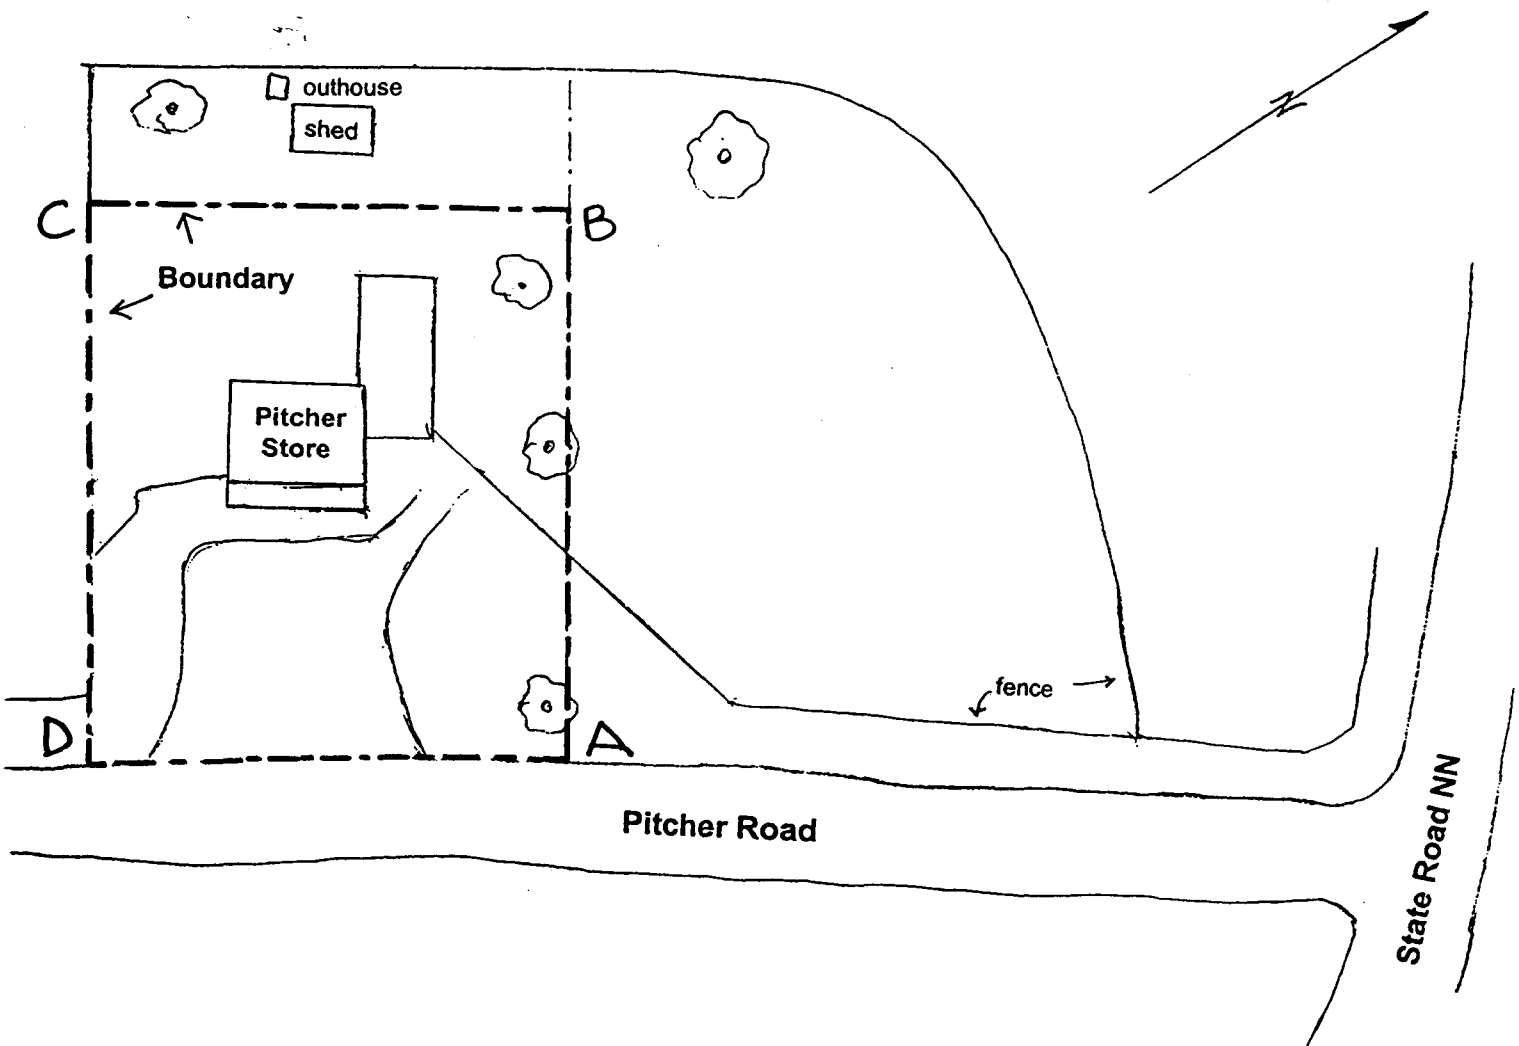 outhouse
shed
N
C
B
Boundary
Pitcher
Store
fence
D
A
Pitcher Road
State Road NN